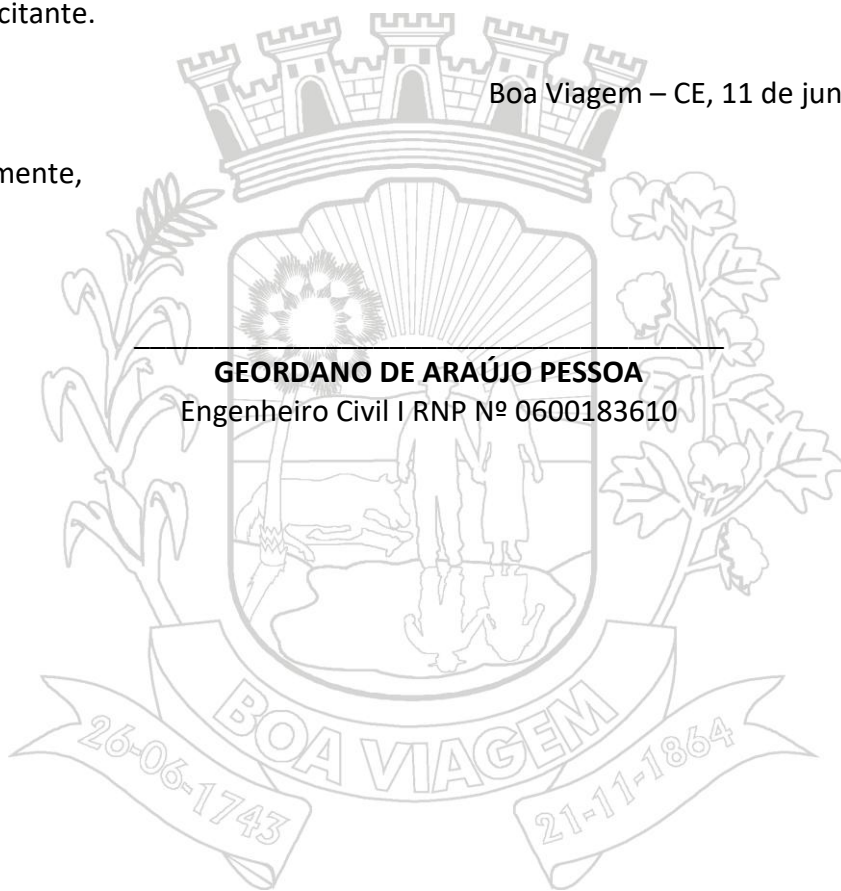 citante.
Boa Viagem – CE, 11 de jun
mente,
GEORDANO DE ARAÚJO PESSOA
Engenheiro Civil I RNP Nº 0600183610
BOA VIAGEM
26-06-1743
21-11-1864